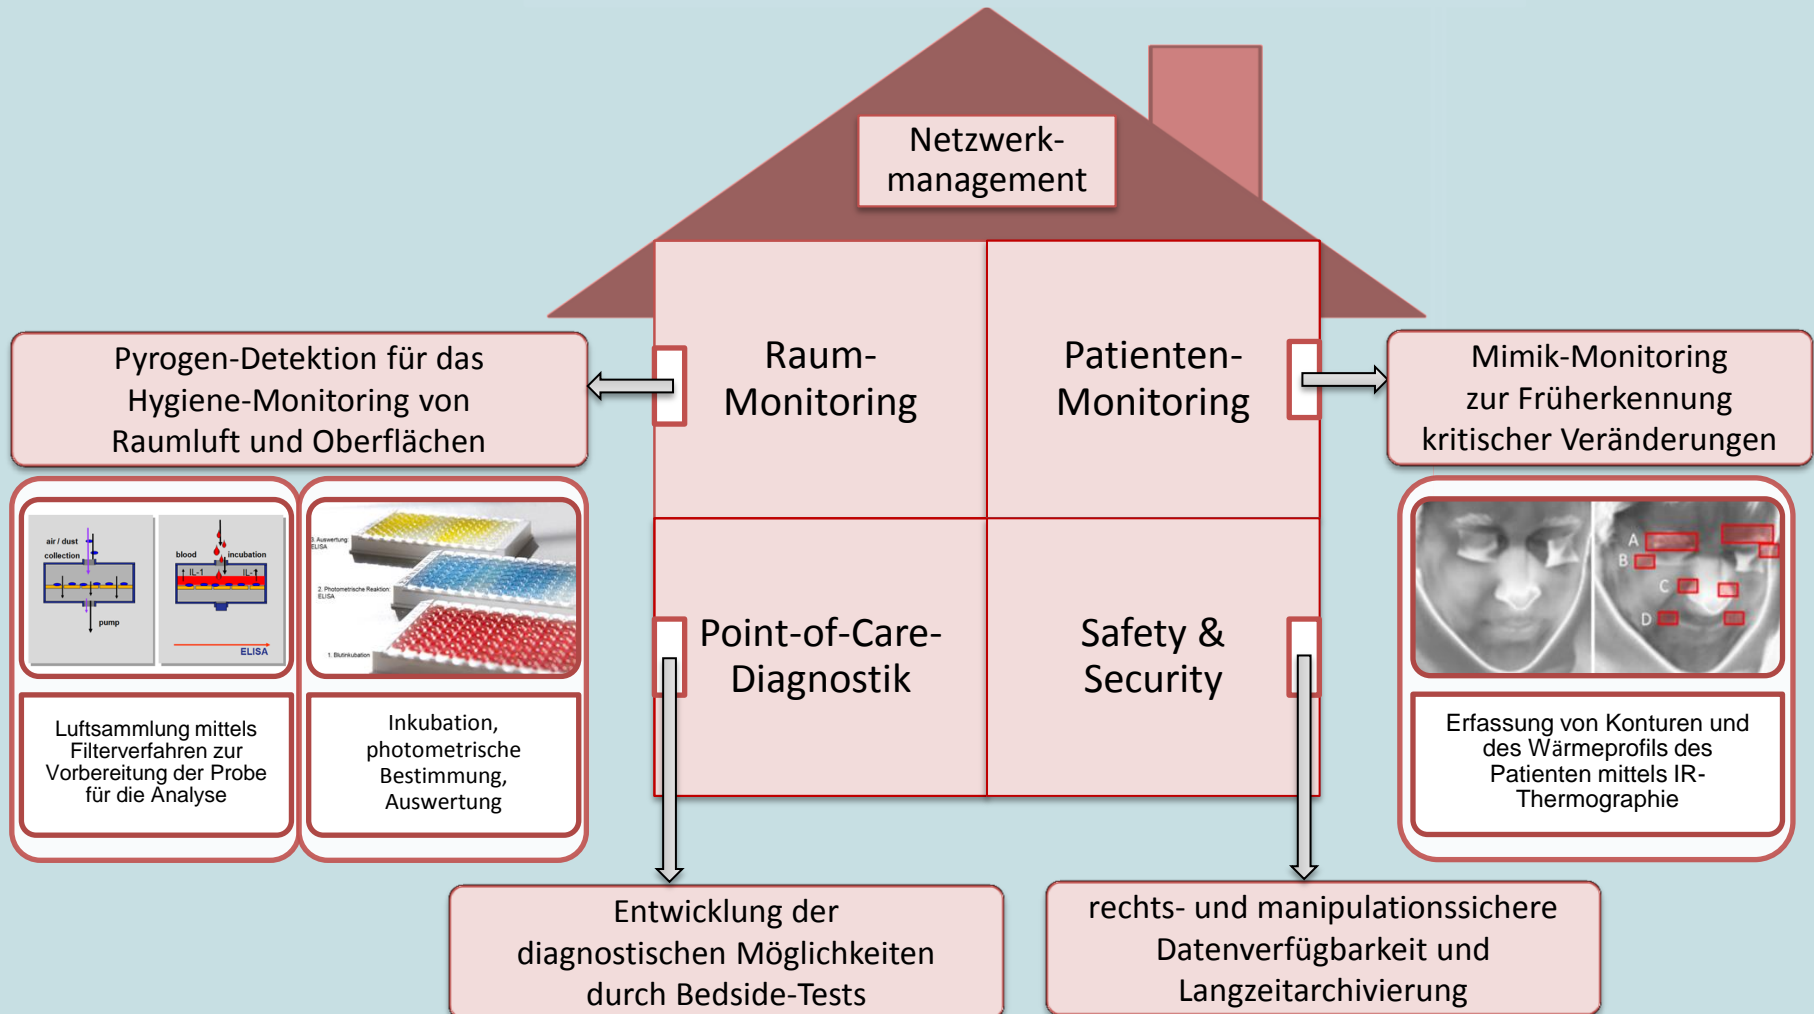 Netzwerk-
management
Raum-
Monitoring
Patienten-
Monitoring
Point-of-Care-
Diagnostik
Safety &
Security
Pyrogen-Detektion für das
Hygiene-Monitoring von
Raumluft und Oberflächen
air / dust
collection
pump
blood
incubation
IL-1
IL-1
ELISA
3. Auswertung:
ELISA
2. Photometrische Reaktion:
ELISA
1. Blutinkubation
Luftsammlung mittels
Filterverfahren zur
Vorbereitung der Probe
für die Analyse
Inkubation,
photometrische
Bestimmung,
Auswertung
Mimik-Monitoring
zur Früherkennung
kritischer Veränderungen
A
B
C
D
Erfassung von Konturen und
des Wärmeprofils des
Patienten mittels IR-
Thermographie
Entwicklung der
diagnostischen Möglichkeiten
durch Bedside-Tests
rechts- und manipulationssichere
Datenverfügbarkeit und
Langzeitarchivierung